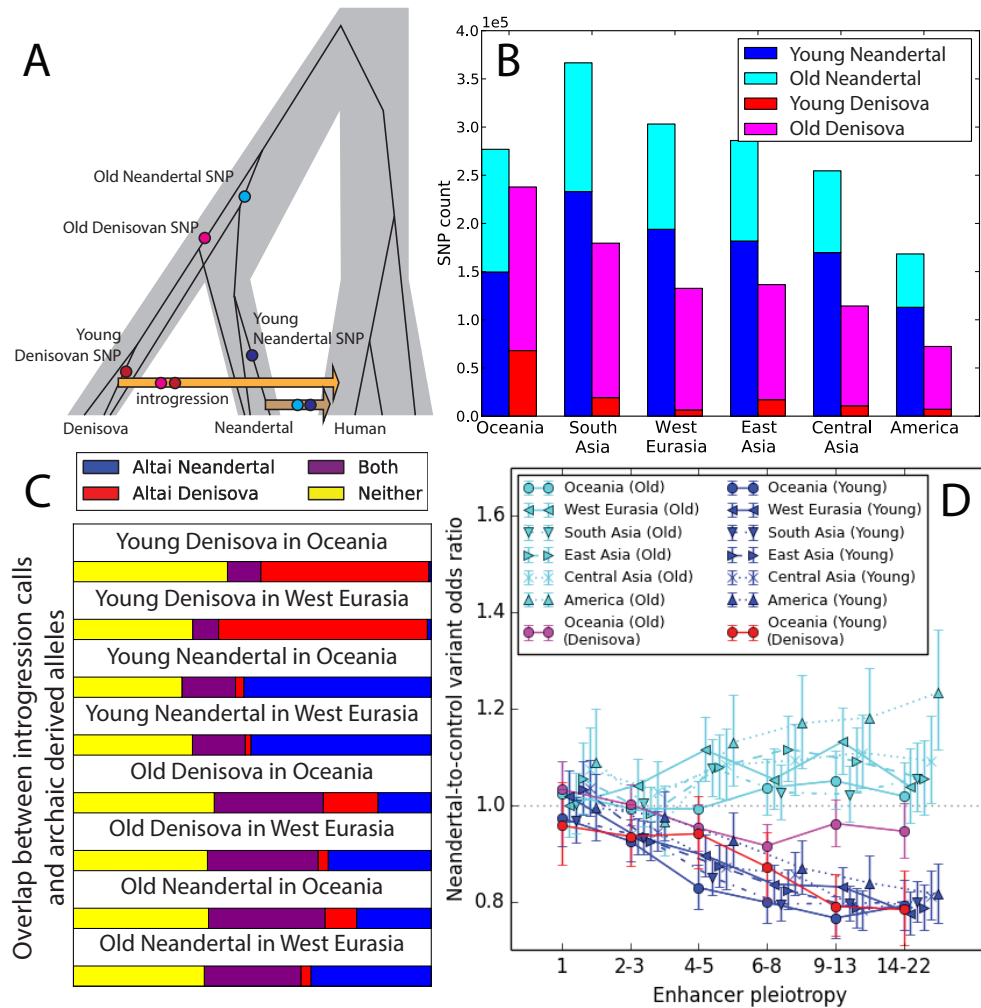 A
Old Neandertal SNP
Old Denisovan SNP
Young
Denisovan SNP
Young
Neandertal SNP
introgression
Denisova
Neandertal
Human
B
1e5
4.0
3.5
3.0
2.5
2.0
1.5
1.0
0.5
0.0
SNP count
Young Neandertal
Old Neandertal
Young Denisova
Old Denisova
Oceania
South
Asia
West
Eurasia
East
Asia
Central
Asia
America
C
Altai Neandertal
Both
Altai Denisova
Neither
Overlap between introgression calls
and archaic derived alleles
Young Denisova in Oceania
Young Denisova in West Eurasia
Young Neandertal in Oceania
Young Neandertal in West Eurasia
Old Denisova in Oceania
Old Denisova in West Eurasia
Old Neandertal in Oceania
Old Neandertal in West Eurasia
D
Neandertal-to-control variant odds ratio
1.6
1.4
1.2
1.0
0.8
Oceania (Old)
West Eurasia (Old)
South Asia (Old)
East Asia (Old)
Central Asia (Old)
America (Old)
Oceania (Old)
(Denisova)
Oceania (Young)
West Eurasia (Young)
South Asia (Young)
East Asia (Young)
Central Asia (Young)
America (Young)
Oceania (Young)
(Denisova)
1
2-3
4-5
6-8
9-13
14-22
Enhancer pleiotropy